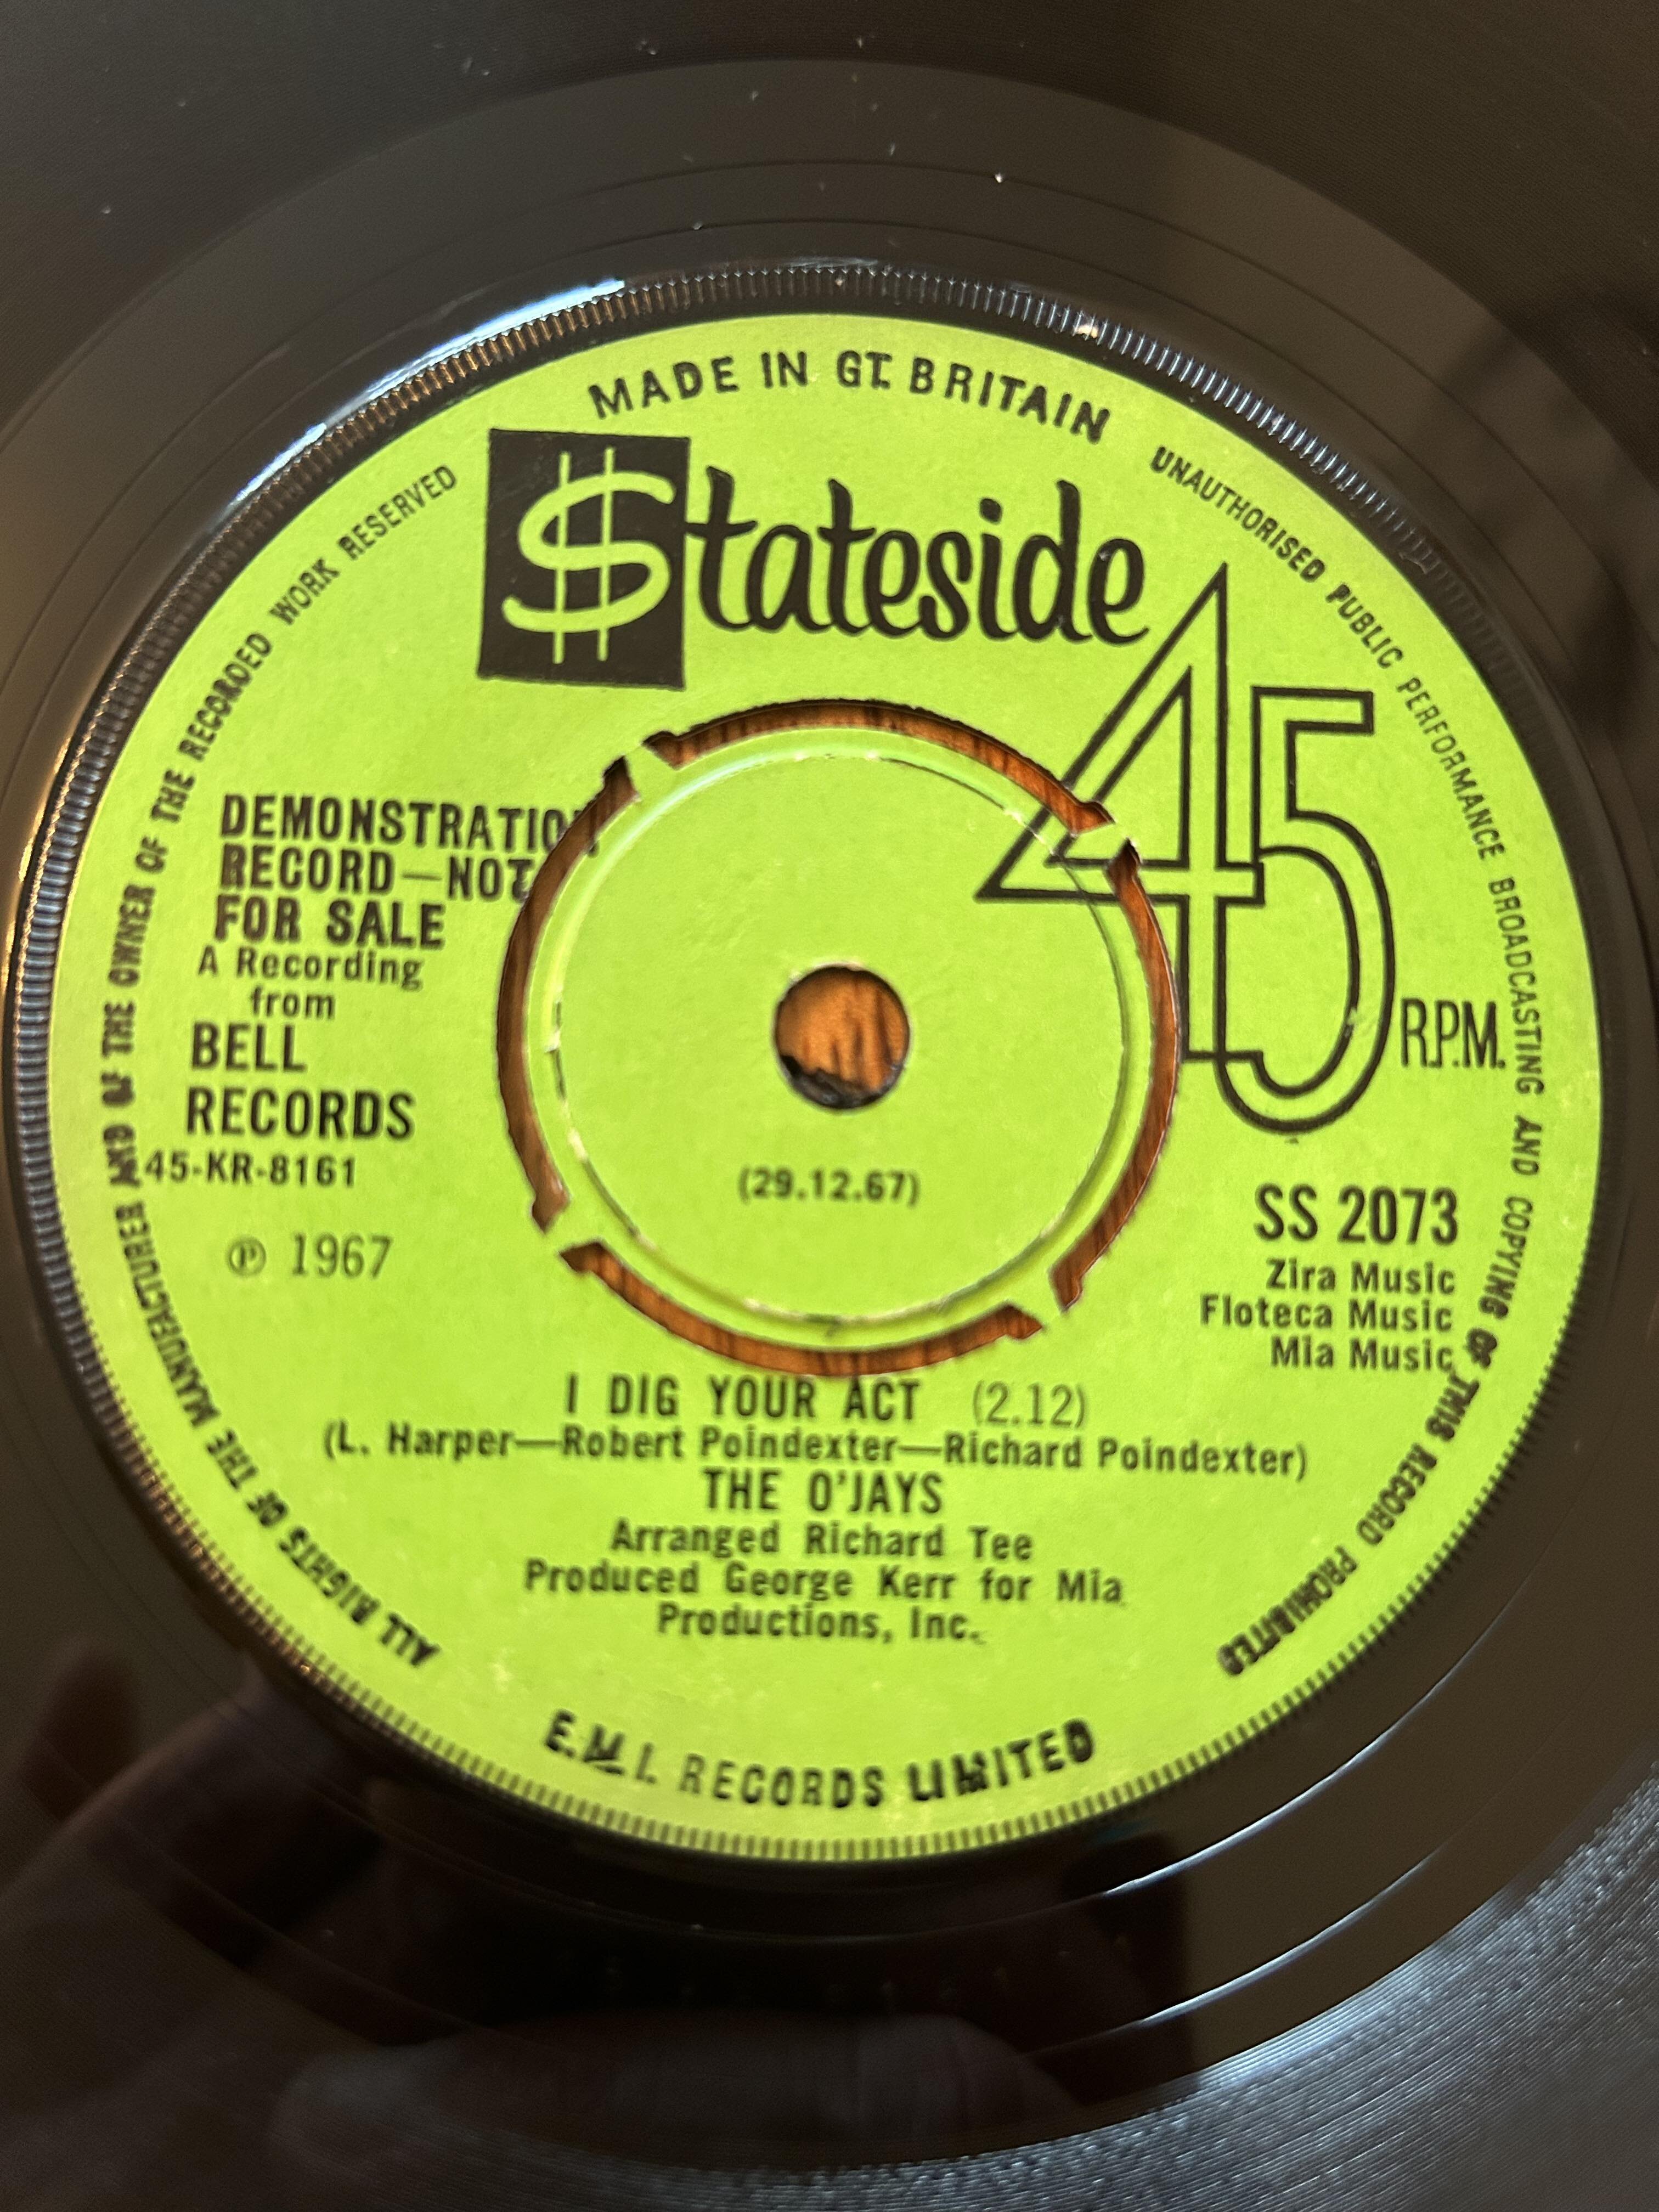 MADE IN GT. BRITAIN
$tateside
45
R.P.M.
DEMONSTRATION
RECORD—NOT
FOR SALE
A Recording
from
BELL
RECORDS
45-KR-8161
℗ 1967
(29.12.67)
SS 2073
Zira Music
Floteca Music
Mia Music
I DIG YOUR ACT (2.12)
(L. Harper—Robert Poindexter—Richard Poindexter)
THE O'JAYS
Arranged Richard Tee
Produced George Kerr for Mia
Productions, Inc.
E.M.I. RECORDS LIMITED
ALL RIGHTS OF THE MANUFACTURER AND OF THE OWNER OF THE RECORDED WORK RESERVED
UNAUTHORISED PUBLIC PERFORMANCE BROADCASTING AND COPYING OF THIS RECORD PROHIBITED